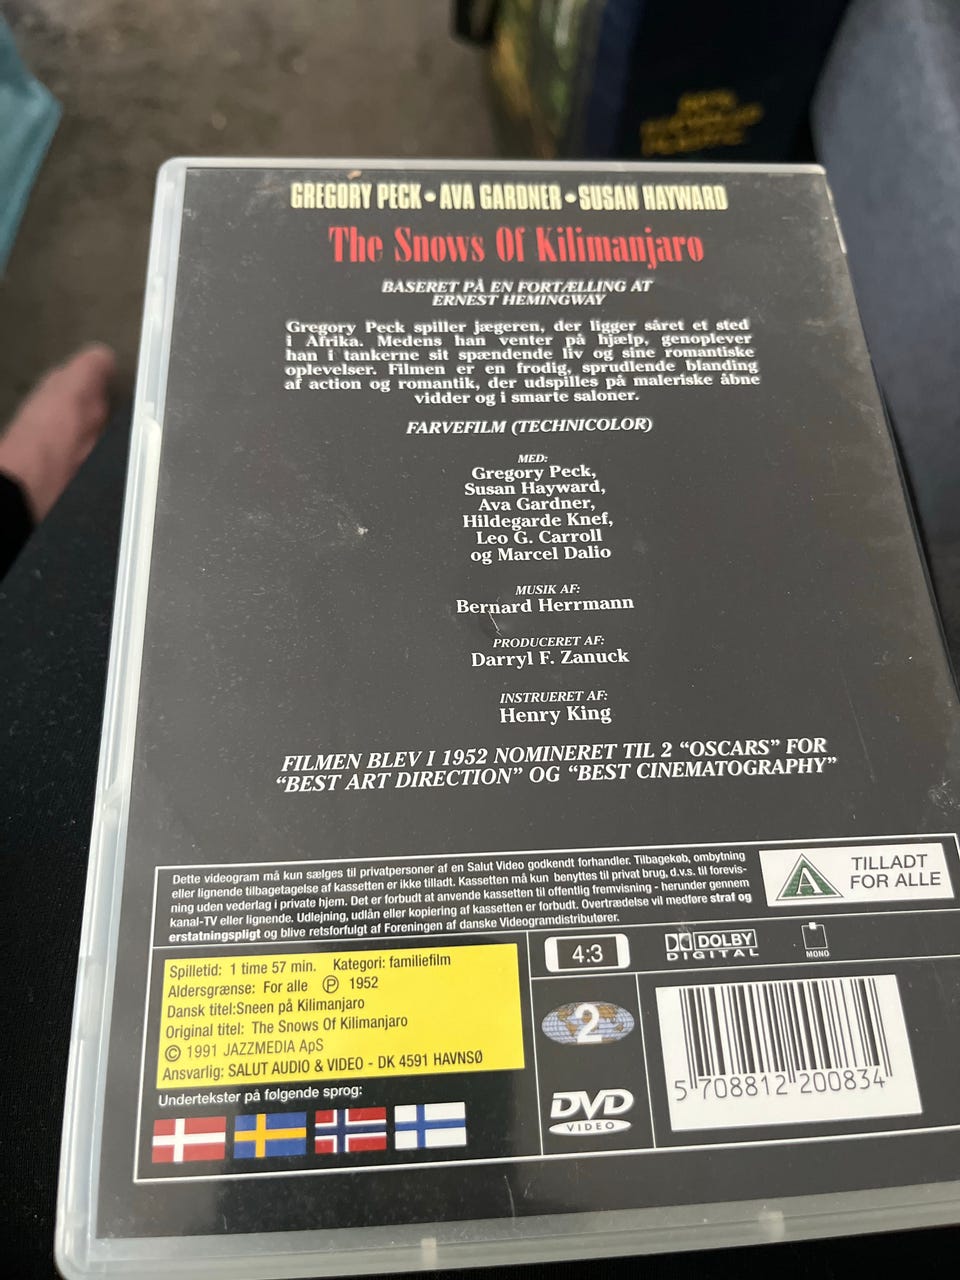 GREGORY PECK • AVA GARDNER • SUSAN HAYWARD
The Snows Of Kilimanjaro
BASERET PÅ EN FORTÆLLING AF
ERNEST HEMINGWAY
Gregory Peck spiller jægeren, der ligger såret et sted
i Afrika. Medens han venter på hjælp, genoplever
han i tankerne sit spændende liv og sine romantiske
oplevelser. Filmen er en frodig, sprudlende blanding
af action og romantik, der udspilles på maleriske åbne
vidder og i smarte saloner.
FARVEFILM (TECHNICOLOR)
MED:
Gregory Peck,
Susan Hayward,
Ava Gardner,
Hildegarde Knef,
Leo G. Carroll
og Marcel Dalio
MUSIK AF:
Bernard Herrmann
PRODUCERET AF:
Darryl F. Zanuck
INSTRUERET AF:
Henry King
FILMEN BLEV I 1952 NOMINERET TIL 2 “OSCARS” FOR
“BEST ART DIRECTION” OG “BEST CINEMATOGRAPHY”
Dette videogram må kun sælges til privatpersoner af en Salut Video godkendt forhandler. Tilbagekøb, ombytning
eller lignende tilbagetagelse af kassetten er ikke tilladt. Kassetten må kun benyttes til privat brug, d.v.s. til forevis-
ning uden vederlag i private hjem. Det er forbudt at anvende kassetten til offentlig fremvisning - herunder gennem
kanal-TV eller lignende. Udlejning, udlån eller kopiering af kassetten er forbudt. Overtrædelse vil medføre straf og
erstatningspligt og blive retsforfulgt af Foreningen af danske Videogramdistributører.
A
TILLADT
FOR ALLE
Spilletid: 1 time 57 min. Kategori: familiefilm
Aldersgrænse: For alle Ⓟ 1952
Dansk titel:Sneen på Kilimanjaro
Original titel: The Snows Of Kilimanjaro
© 1991 JAZZMEDIA ApS
Ansvarlig: SALUT AUDIO & VIDEO - DK 4591 HAVNSØ
Undertekster på følgende sprog:
4:3
DOLBY
DIGITAL
MONO
2
DVD
VIDEO
5 708812 200834